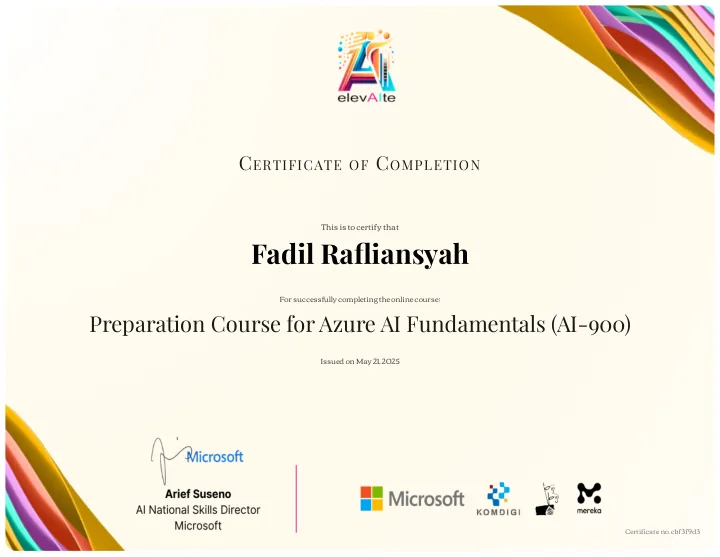 elevAIte
Certificate of Completion
This is to certify that
Fadil Rafliansyah
For successfully completing the online course:
Preparation Course for Azure AI Fundamentals (AI-900)
Issued on May 21, 2025
Microsoft
Arief Suseno
AI National Skills Director
Microsoft
Microsoft
KOMDIGI
mereka
Certificate no. cbf3f9d3